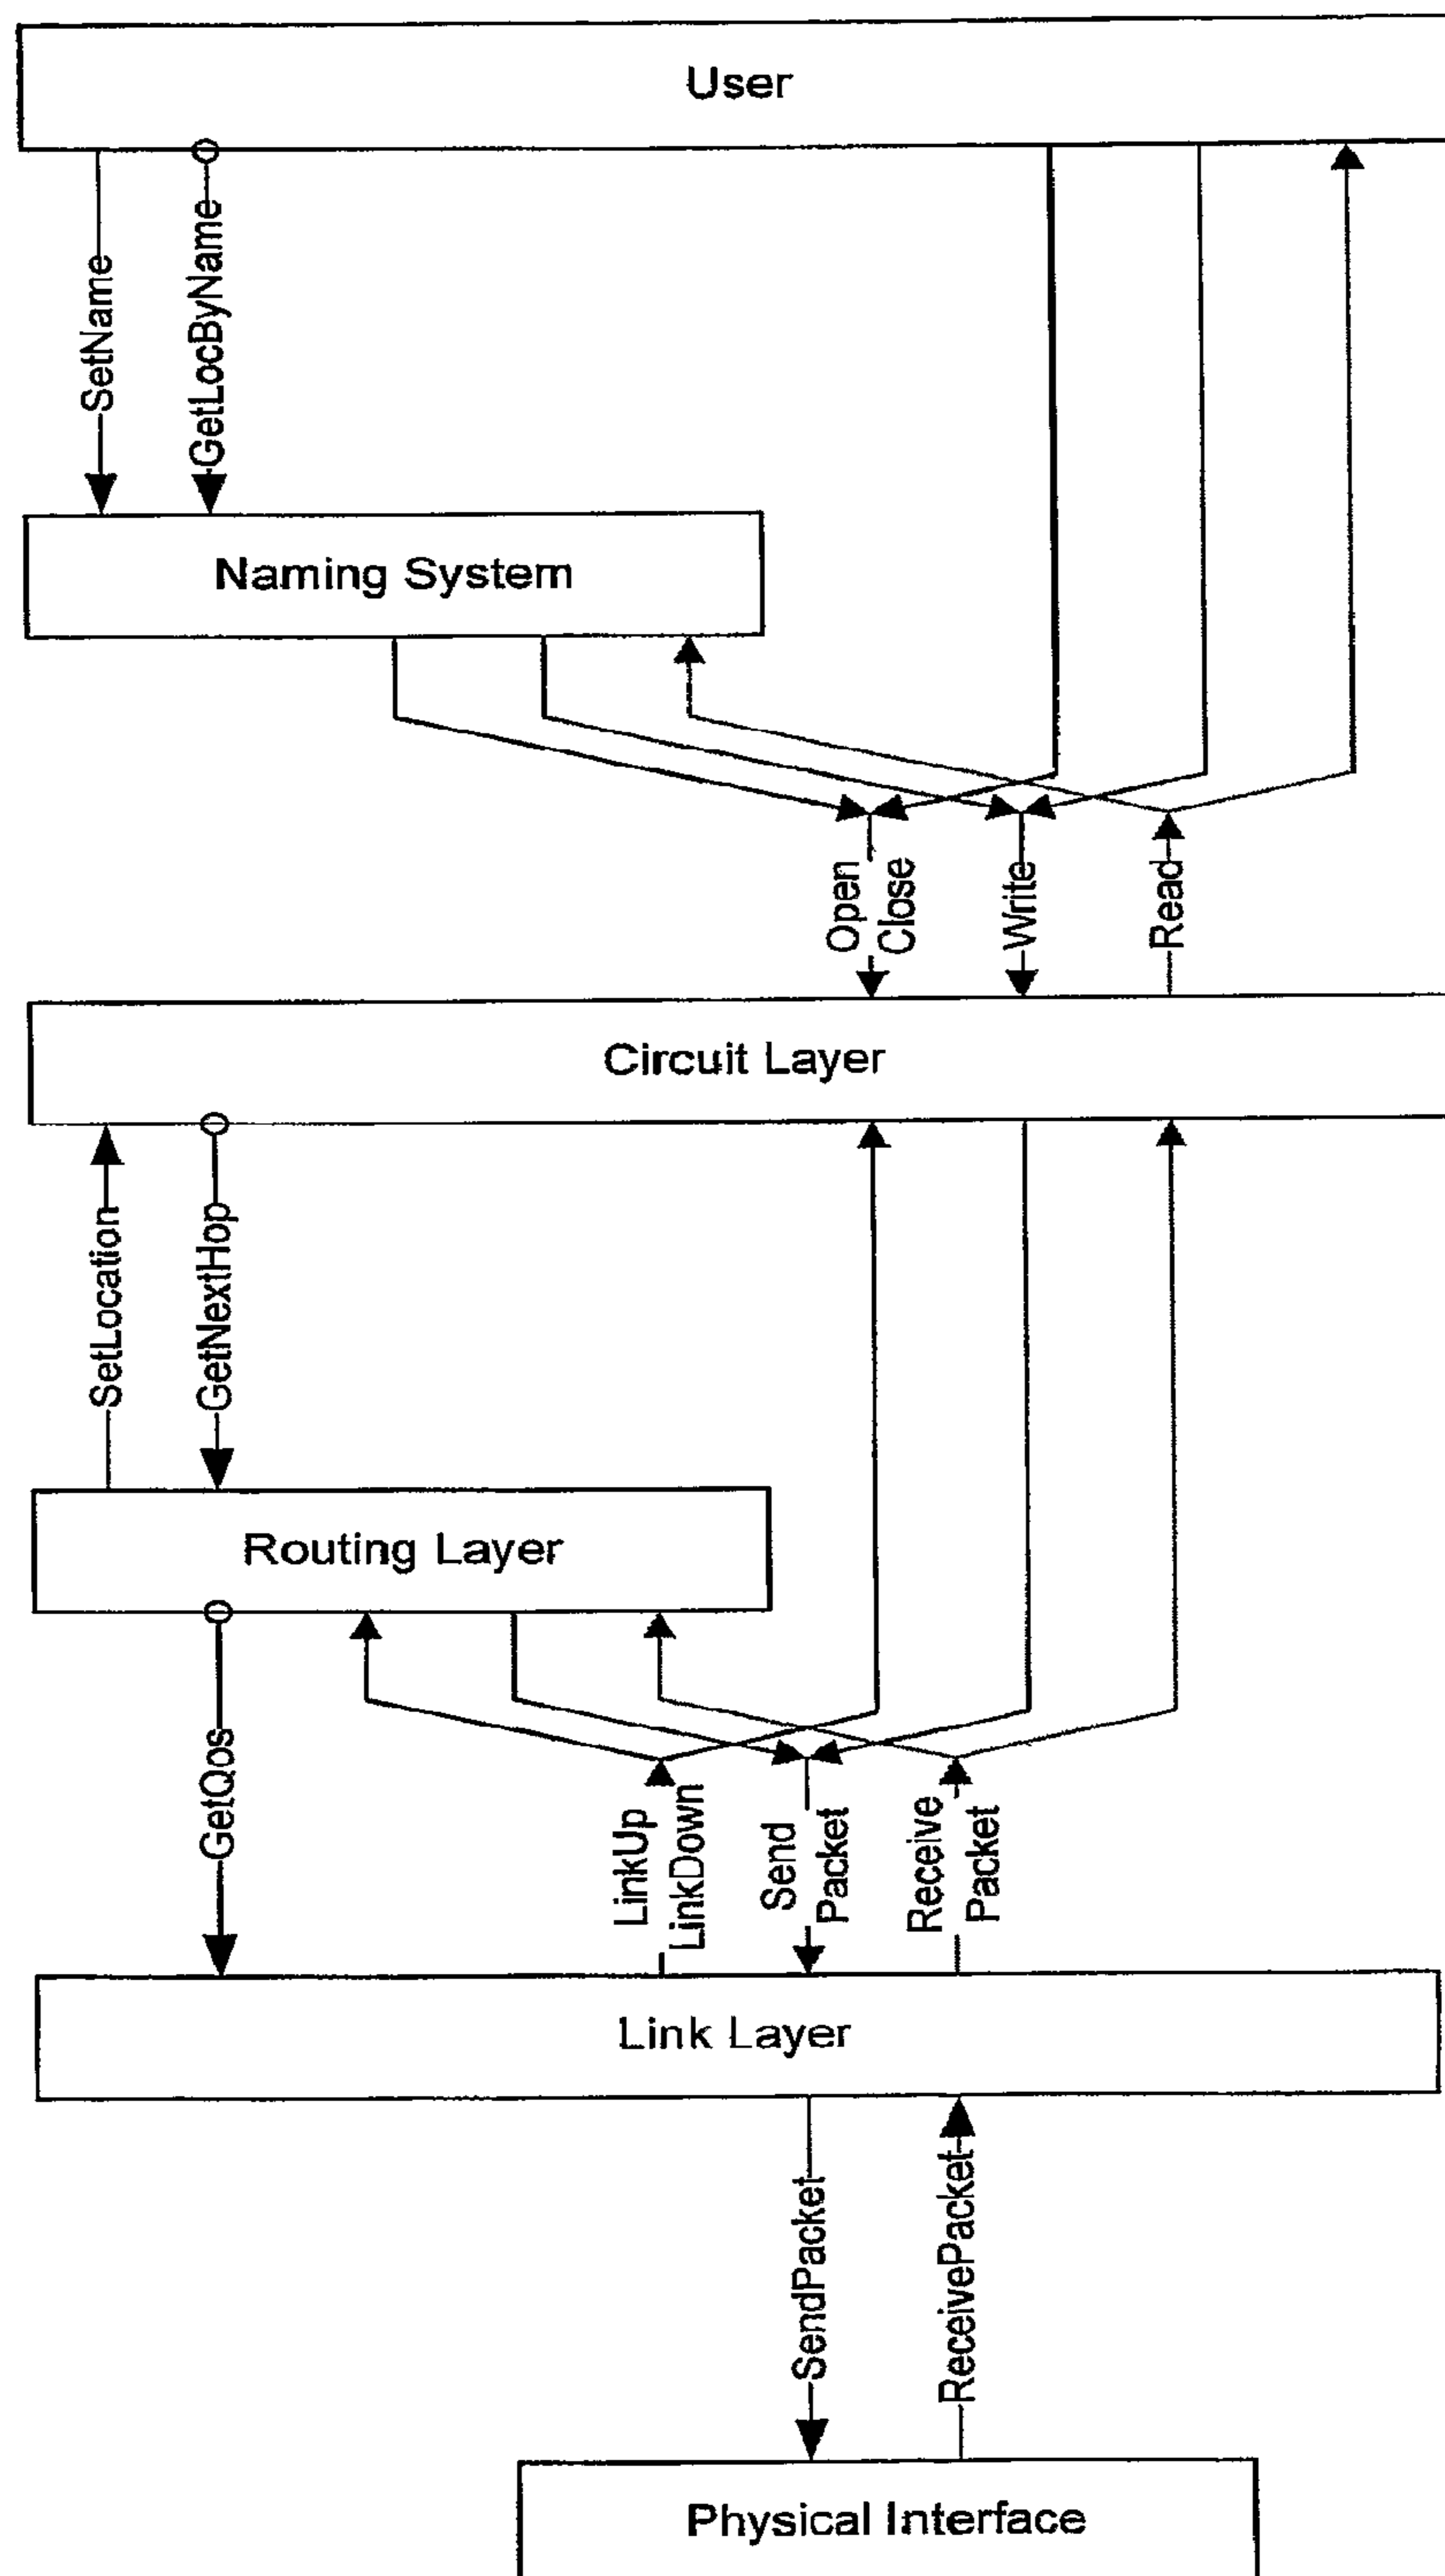 User
SetName
GetLocByName
Naming System
Open
Close
Write
Read
Circuit Layer
SetLocation
GetNextHop
Routing Layer
GetQos
LinkUp
LinkDown
Send
Packet
Receive
Packet
Link Layer
SendPacket
ReceivePacket
Physical Interface